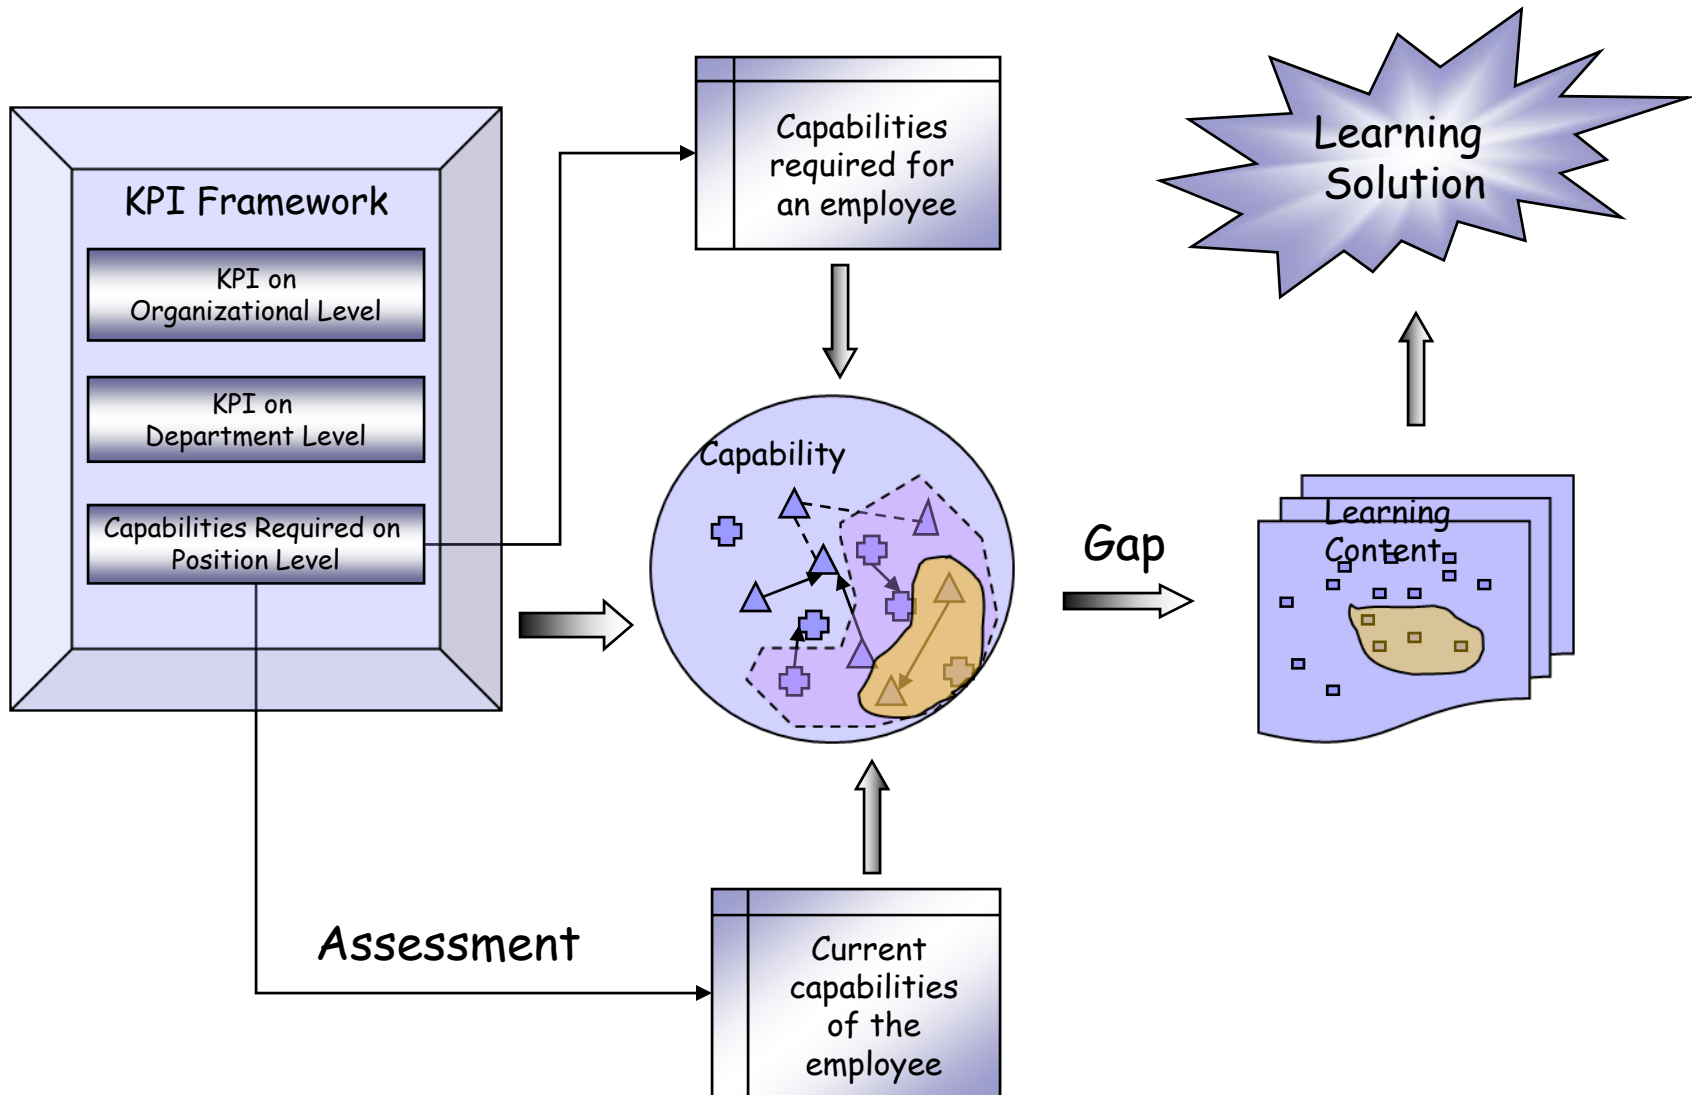 KPI Framework
KPI on
Organizational Level
KPI on
Department Level
Capabilities Required on
Position Level
Capabilities
required for
an employee
Capability
Assessment
Current
capabilities
of the
employee
Gap
Learning
Content
Learning
Solution